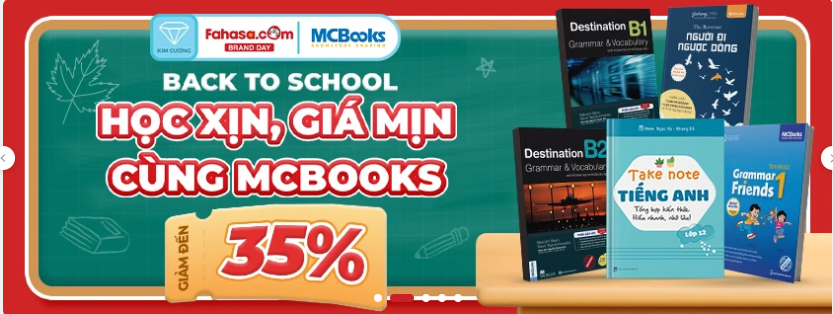 KIM CƯƠNG
Fahasa.com
BRAND DAY
MCBooks
KNOWLEDGE SHARING
BACK TO SCHOOL
HỌC XỊN, GIÁ MỊN
CÙNG MCBOOKS
GIẢM ĐẾN
35%
Destination B1
Grammar & Vocabulary
NGƯỜI ĐI
NGƯỢC DÒNG
Destination B2
Grammar & Vocabulary
Take note
TIẾNG ANH
Tổng hợp kiến thức,
Hiểu nhanh, nhớ lâu!
Lớp 12
MCBooks
Grammar
Friends 1